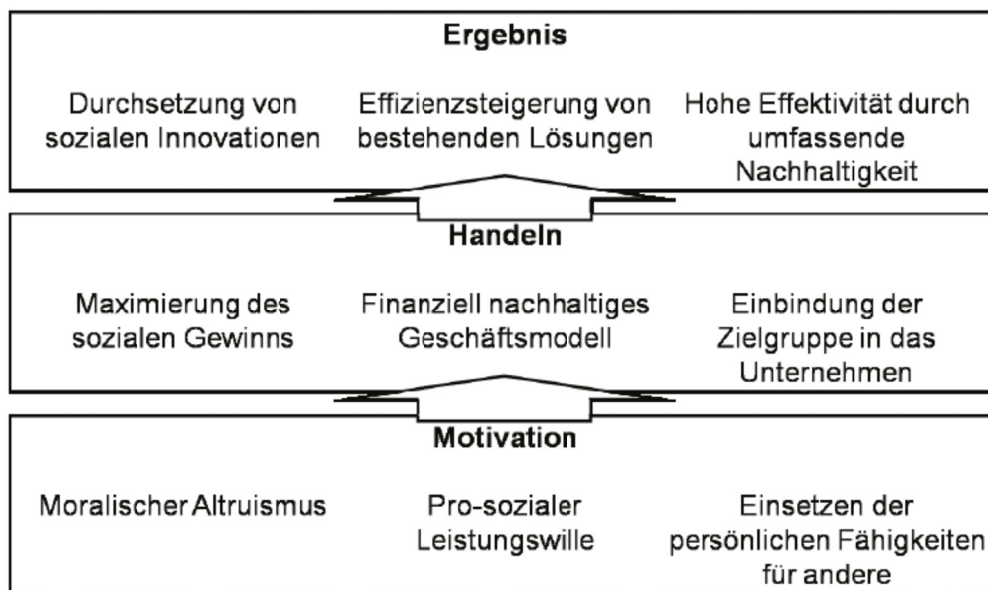 Ergebnis
Durchsetzung von
sozialen Innovationen
Effizienzsteigerung von
bestehenden Lösungen
Hohe Effektivität durch
umfassende
Nachhaltigkeit
Handeln
Maximierung des
sozialen Gewinns
Finanziell nachhaltiges
Geschäftsmodell
Einbindung der
Zielgruppe in das
Unternehmen
Motivation
Moralischer Altruismus
Pro-sozialer
Leistungswille
Einsetzen der
persönlichen Fähigkeiten
für andere